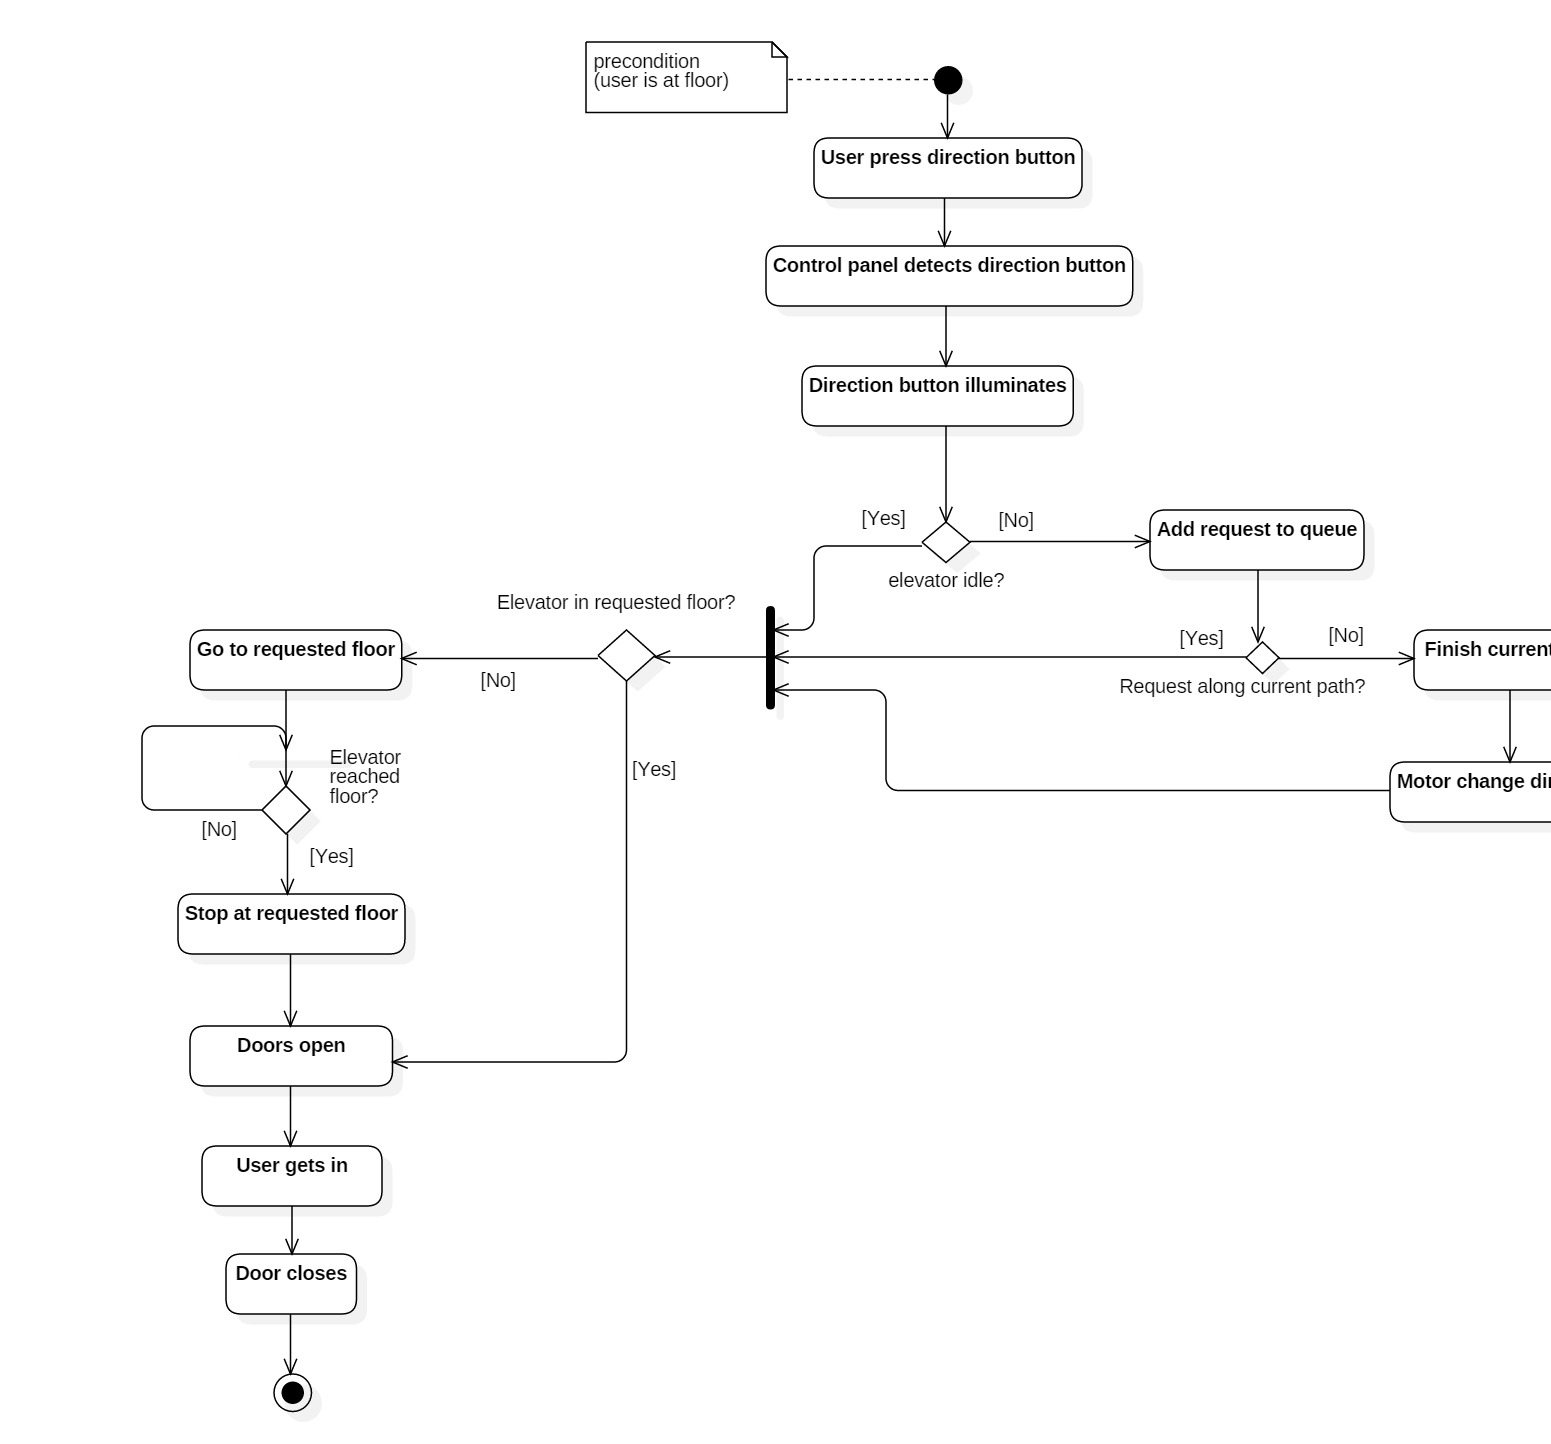 precondition
(user is at floor)
User press direction button
Control panel detects direction button
Direction button illuminates
[Yes]
[No]
Add request to queue
elevator idle?
Elevator in requested floor?
[Yes]
[No]
Go to requested floor
Finish current
[No]
Request along current path?
Elevator
reached
floor?
[Yes]
Motor change
[No]
[Yes]
Stop at requested floor
Doors open
User gets in
Door closes